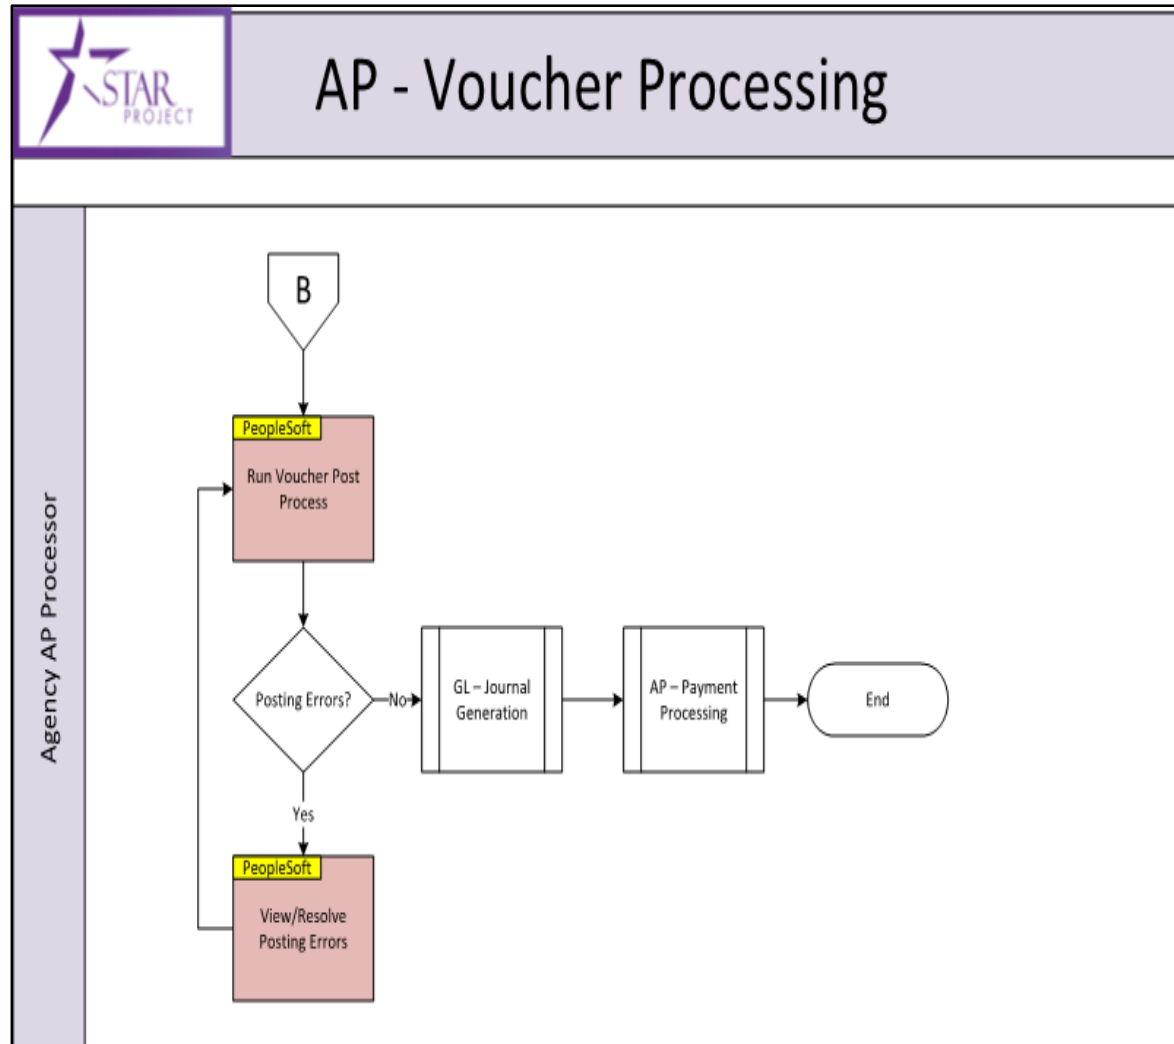 STAR
PROJECT
AP - Voucher Processing
Agency AP Processor
B
PeopleSoft
Run Voucher Post
Process
Posting Errors?
No
GL – Journal
Generation
AP – Payment
Processing
End
Yes
PeopleSoft
View/Resolve
Posting Errors